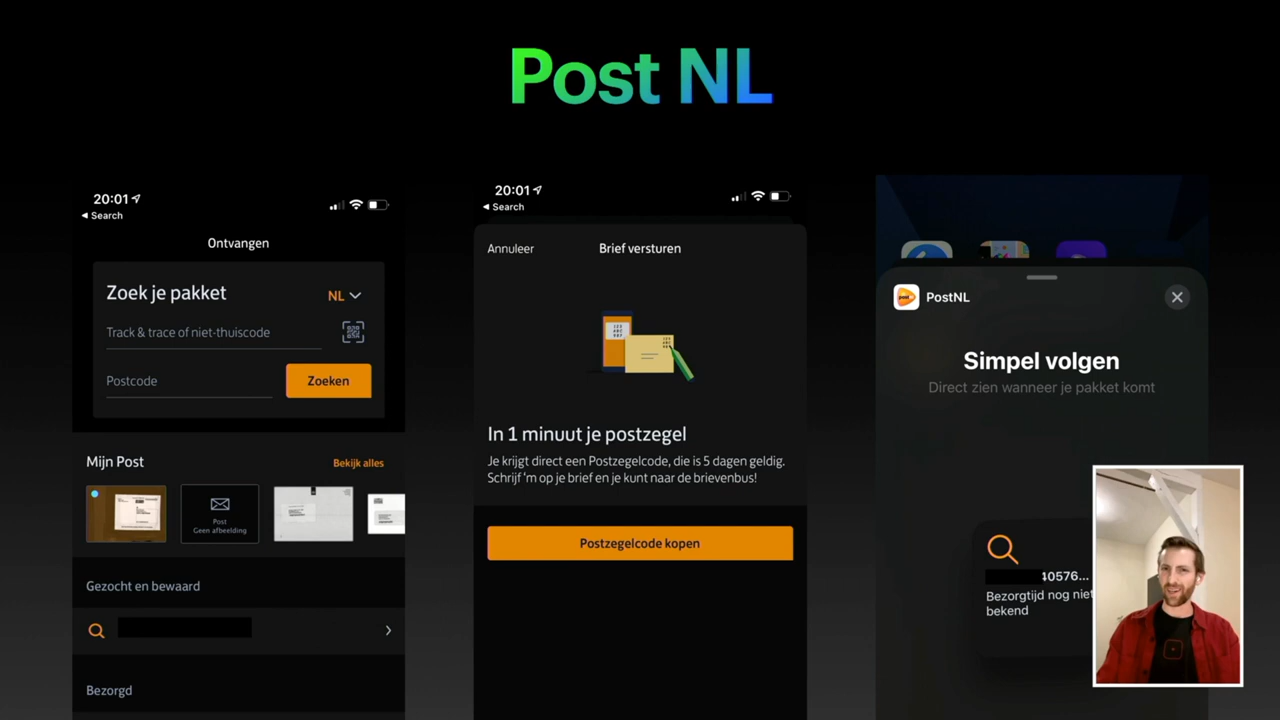 Post NL
20:01
Search
Ontvangen
Zoek je pakket
NL
Track & trace of niet-thuiscode
Postcode
Zoeken
Mijn Post
Bekijk alles
Post
Geen afbeelding
Gezocht en bewaard
Bezorgd
20:01
Search
Annuleer
Brief versturen
In 1 minuut je postzegel
Je krijgt direct een Postzegelcode, die is 5 dagen geldig.
Schrijf 'm op je brief en je kunt naar de brievenbus!
Postzegelcode kopen
PostNL
Simpel volgen
Direct zien wanneer je pakket komt
40576...
Bezorgtijd nog niet
bekend